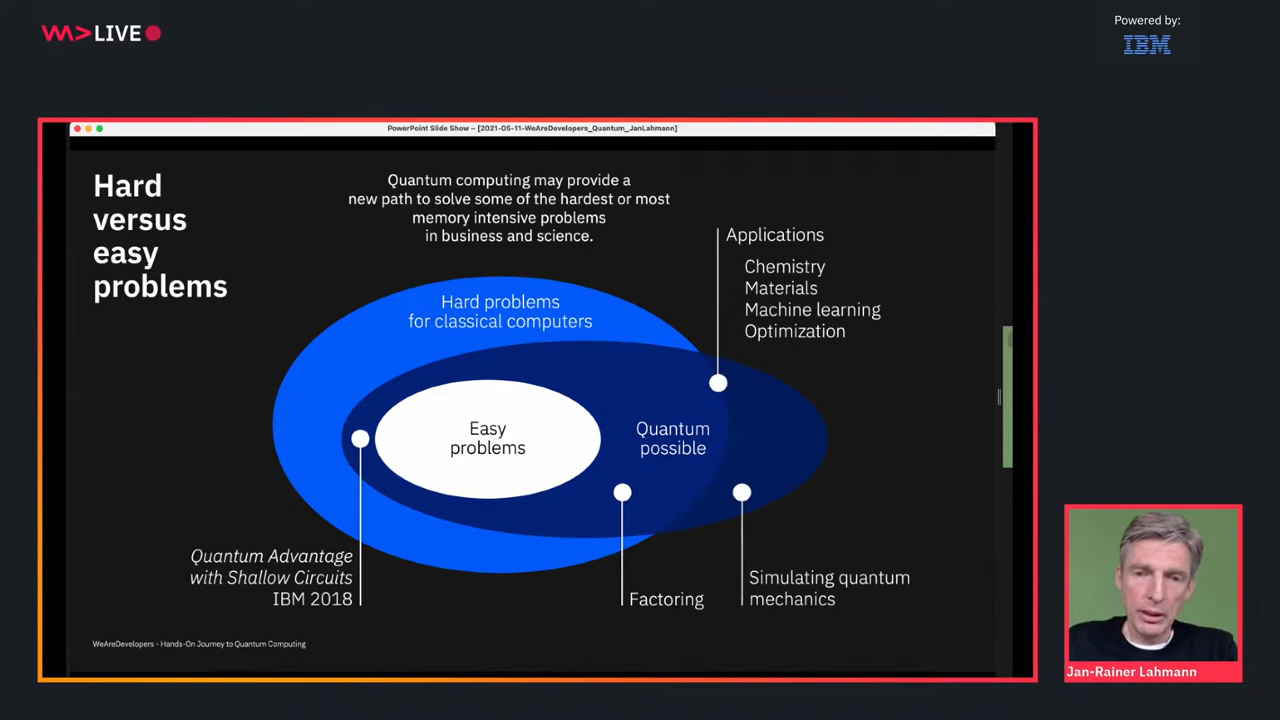 LIVE
Powered by:
IBM
PowerPoint Slide Show – [2021-05-11-WeAreDevelopers_Quantum_JanLahmann]
Hard
versus
easy
problems
Quantum computing may provide a
new path to solve some of the hardest or most
memory intensive problems
in business and science.
Applications
Chemistry
Materials
Machine learning
Optimization
Hard problems
for classical computers
Easy
problems
Quantum
possible
Quantum Advantage
with Shallow Circuits
IBM 2018
Factoring
Simulating quantum
mechanics
WeAreDevelopers - Hands-On Journey to Quantum Computing
Jan-Rainer Lahmann